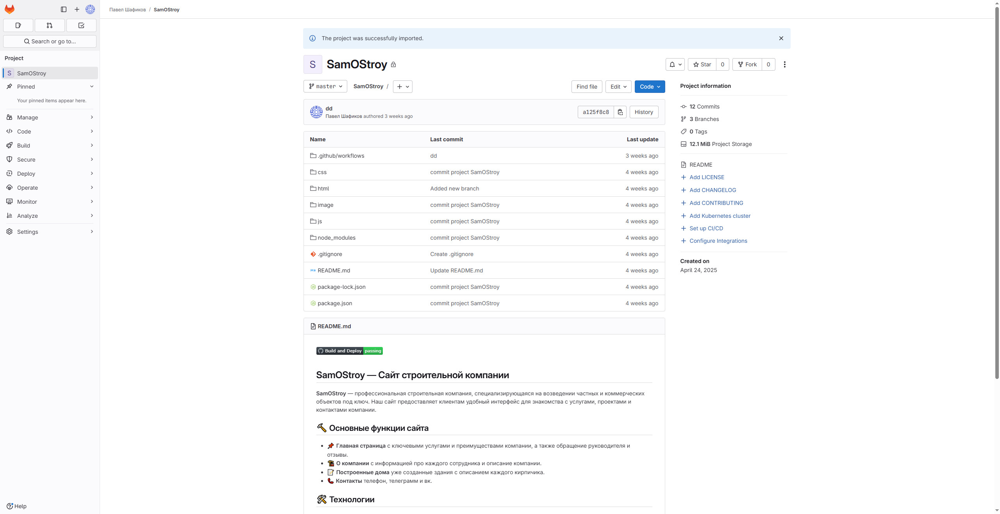 Павел Шафиков / SamOStroy
Search or go to...
Project
S SamOStroy
Pinned
Your pinned items appear here.
Manage
Code
Build
Secure
Deploy
Operate
Monitor
Analyze
Settings
Help
The project was successfully imported.
S SamOStroy
Star 0
Fork 0
master
SamOStroy /
Find file
Edit
Code
dd
Павел Шафиков authored 3 weeks ago
a125f8c8
History
Name Last commit Last update
.github/workflows dd 3 weeks ago
css commit project SamOStroy 4 weeks ago
html Added new branch 4 weeks ago
image commit project SamOStroy 4 weeks ago
js commit project SamOStroy 4 weeks ago
node_modules commit project SamOStroy 4 weeks ago
.gitignore Create .gitignore 4 weeks ago
README.md Update README.md 4 weeks ago
package-lock.json commit project SamOStroy 4 weeks ago
package.json commit project SamOStroy 4 weeks ago
README.md
Build and Deploy passing
SamOStroy — Сайт строительной компании
SamOStroy — профессиональная строительная компания, специализирующаяся на возведении частных и коммерческих
объектов под ключ. Наш сайт предоставляет клиентам удобный интерфейс для знакомства с услугами, проектами и
контактами компании.
🔨 Основные функции сайта
• 📌 Главная страница с ключевыми услугами и преимуществами компании, а также обращение руководителя и
отзывы.
• 🏗️ О компании с информацией про каждого сотрудника и описание компании.
• 📝 Построенные дома уже созданные здания с описанием каждого кирпичика.
• 📞 Контакты телефон, телеграмм и вк.
🛠️ Технологии
Project information
12 Commits
3 Branches
0 Tags
12.1 MiB Project Storage
README
Add LICENSE
Add CHANGELOG
Add CONTRIBUTING
Add Kubernetes cluster
Set up CI/CD
Configure Integrations
Created on
April 24, 2025